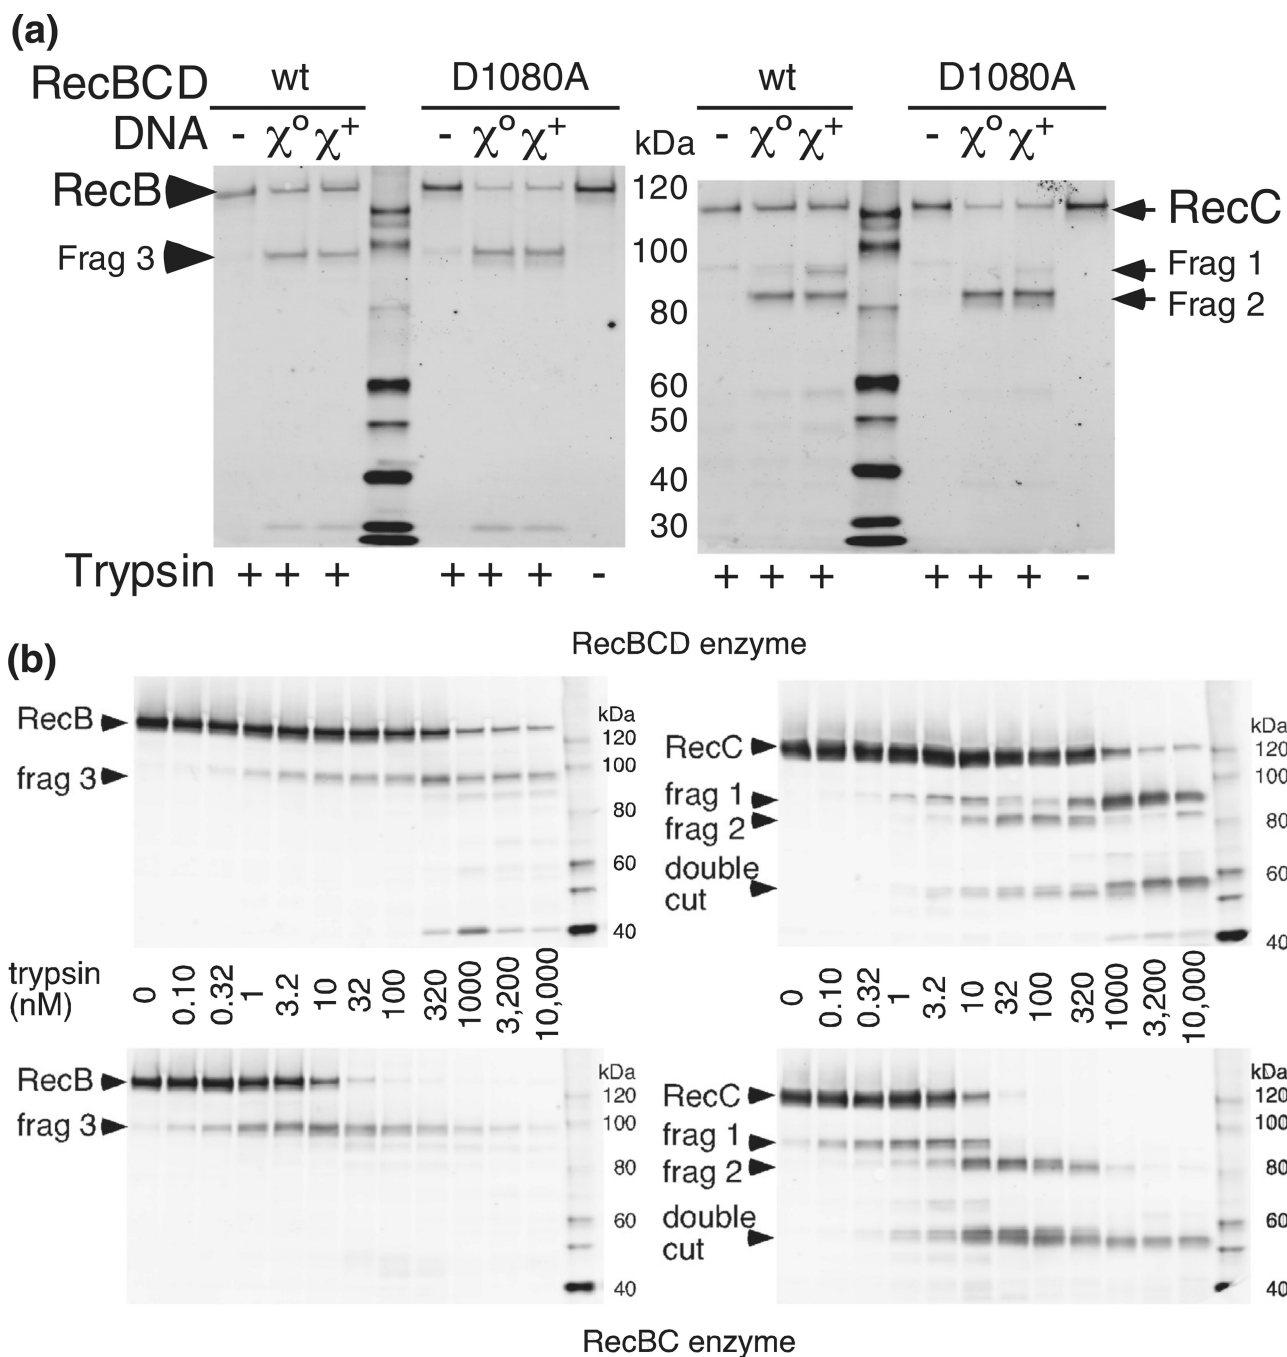 (a)
RecBCD wt D1080A wt D1080A
DNA - χo χ+ - χo χ+ kDa - χo χ+ - χo χ+
RecB 120 RecC
Frag 3 100 Frag 1
80 Frag 2
60
50
40
30
Trypsin + + + + + + - + + + + + + -
(b) RecBCD enzyme
RecB kDa RecC kDa
120 120
frag 3 100 frag 1 100
80 frag 2 80
60 double 60
cut
40 40
trypsin
(nM) 0 0.10 0.32 1 3.2 10 32 100 320 1000 3,200 10,000 0 0.10 0.32 1 3.2 10 32 100 320 1000 3,200 10,000
RecB kDa RecC kDa
120 120
frag 3 100 frag 1 100
80 frag 2 80
60 double 60
cut
40 40
RecBC enzyme